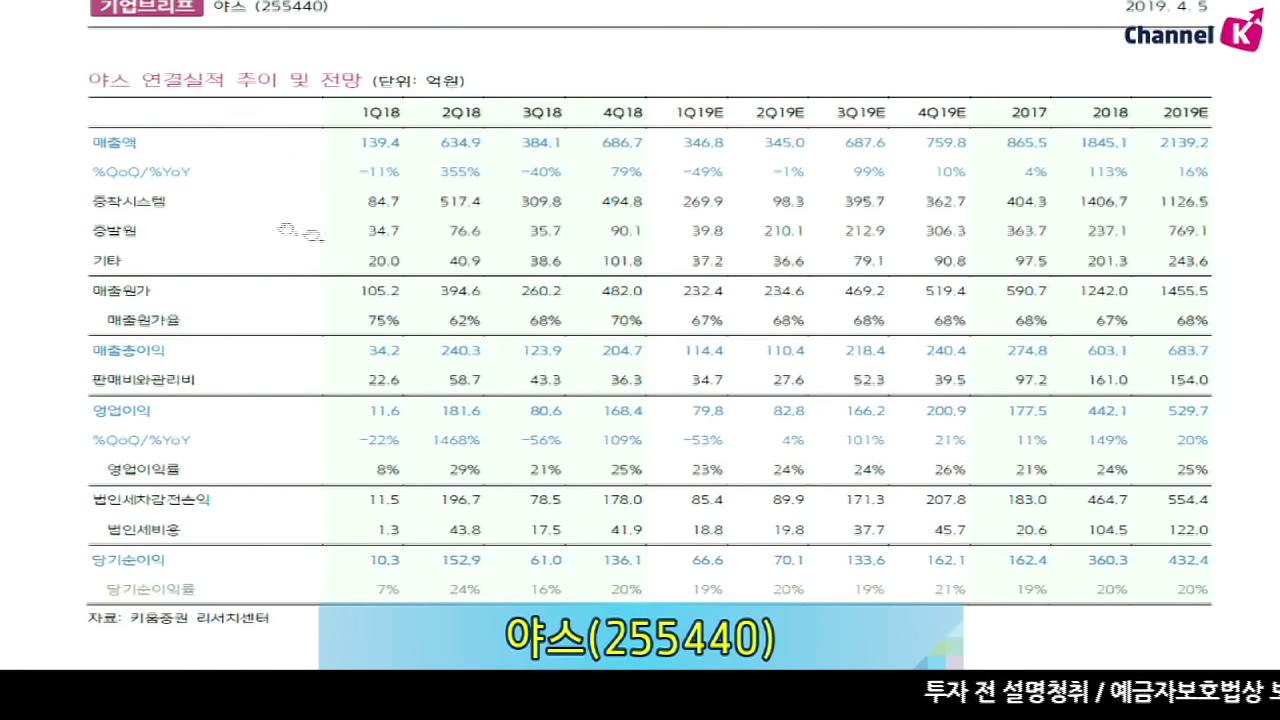 기업브리프 야스 (255440) 2019. 4. 5
Channel K
야스 연결실적 추이 및 전망 (단위: 억원)
1Q18 2Q18 3Q18 4Q18 1Q19E 2Q19E 3Q19E 4Q19E 2017 2018 2019E
매출액 139.4 634.9 384.1 686.7 346.8 345.0 687.6 759.8 865.5 1845.1 2139.2
%QoQ/%YoY -11% 355% -40% 79% -49% -1% 99% 10% 4% 113% 16%
증착시스템 84.7 517.4 309.8 494.8 269.9 98.3 395.7 362.7 404.3 1406.7 1126.5
증발원 34.7 76.6 35.7 90.1 39.8 210.1 212.9 306.3 363.7 237.1 769.1
기타 20.0 40.9 38.6 101.8 37.2 36.6 79.1 90.8 97.5 201.3 243.6
매출원가 105.2 394.6 260.2 482.0 232.4 234.6 469.2 519.4 590.7 1242.0 1455.5
매출원가율 75% 62% 68% 70% 67% 68% 68% 68% 68% 67% 68%
매출총이익 34.2 240.3 123.9 204.7 114.4 110.4 218.4 240.4 274.8 603.1 683.7
판매비와관리비 22.6 58.7 43.3 36.3 34.7 27.6 52.3 39.5 97.2 161.0 154.0
영업이익 11.6 181.6 80.6 168.4 79.8 82.8 166.2 200.9 177.5 442.1 529.7
%QoQ/%YoY -22% 1468% -56% 109% -53% 4% 101% 21% 11% 149% 20%
영업이익률 8% 29% 21% 25% 23% 24% 24% 26% 21% 24% 25%
법인세차감전손익 11.5 196.7 78.5 178.0 85.4 89.9 171.3 207.8 183.0 464.7 554.4
법인세비용 1.3 43.8 17.5 41.9 18.8 19.8 37.7 45.7 20.6 104.5 122.0
당기순이익 10.3 152.9 61.0 136.1 66.6 70.1 133.6 162.1 162.4 360.3 432.4
당기순이익률 7% 24% 16% 20% 19% 20% 19% 21% 19% 20% 20%
자료: 키움증권 리서치센터
야스(255440)
투자 전 설명청취 / 예금자보호법상